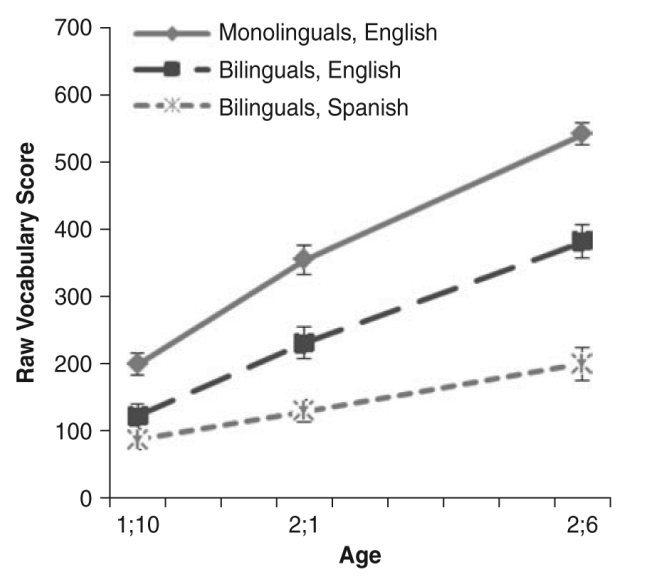 700
600
500
400
300
200
100
0
Raw Vocabulary Score
Monolinguals, English
Bilinguals, English
Bilinguals, Spanish
1;10 2;1 2;6
Age